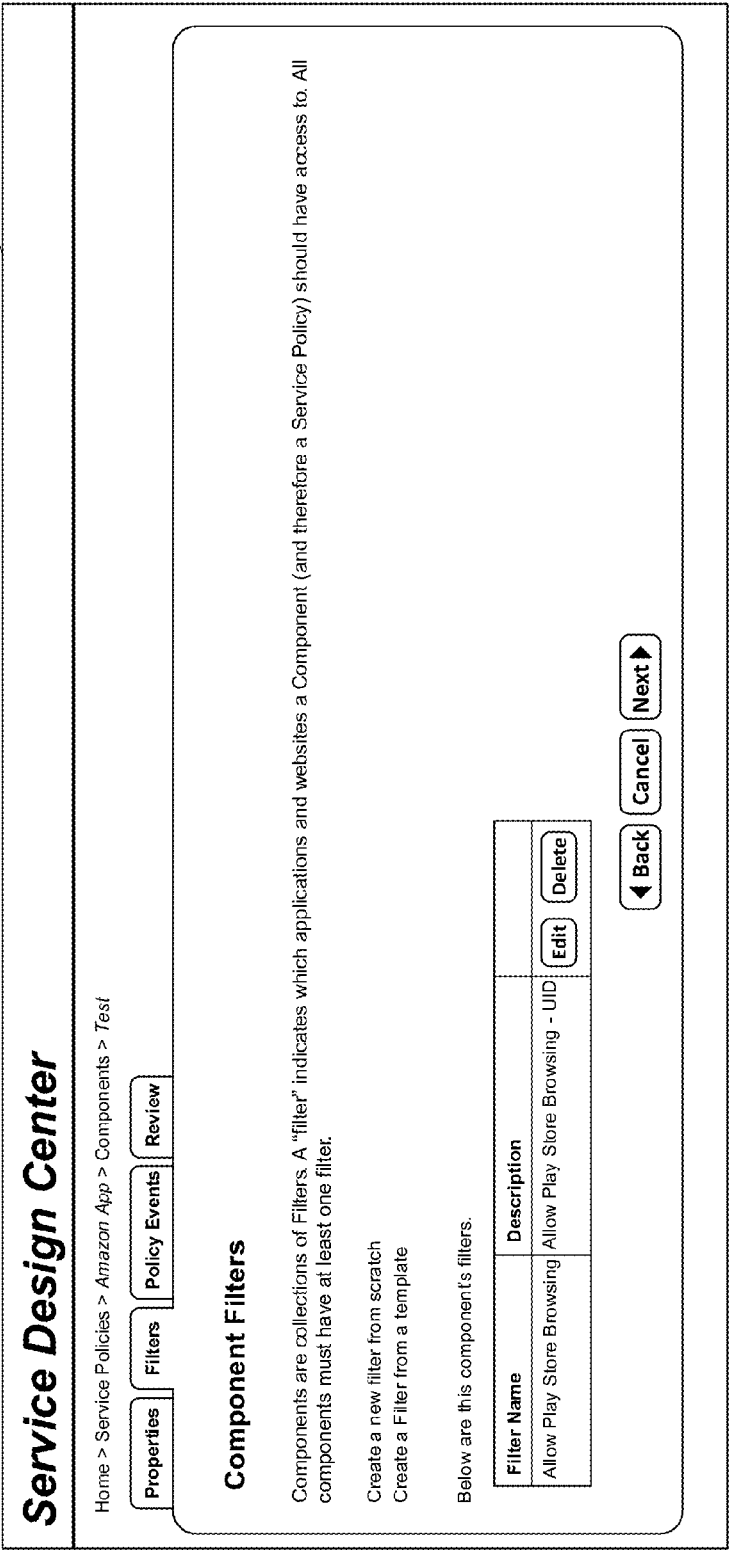 Service Design Center
Home > Service Policies > Amazon App > Components > Test
Properties Filters Policy Events Review
Component Filters
Components are collections of Filters. A “filter” indicates which applications and websites a Component (and therefore a Service Policy) should have access to. All
components must have at least one filter.
Create a new filter from scratch
Create a Filter from a template
Below are this component's filters.
Filter Name Description
Allow Play Store Browsing Allow Play Store Browsing - UID Edit Delete
◀ Back Cancel Next ▶